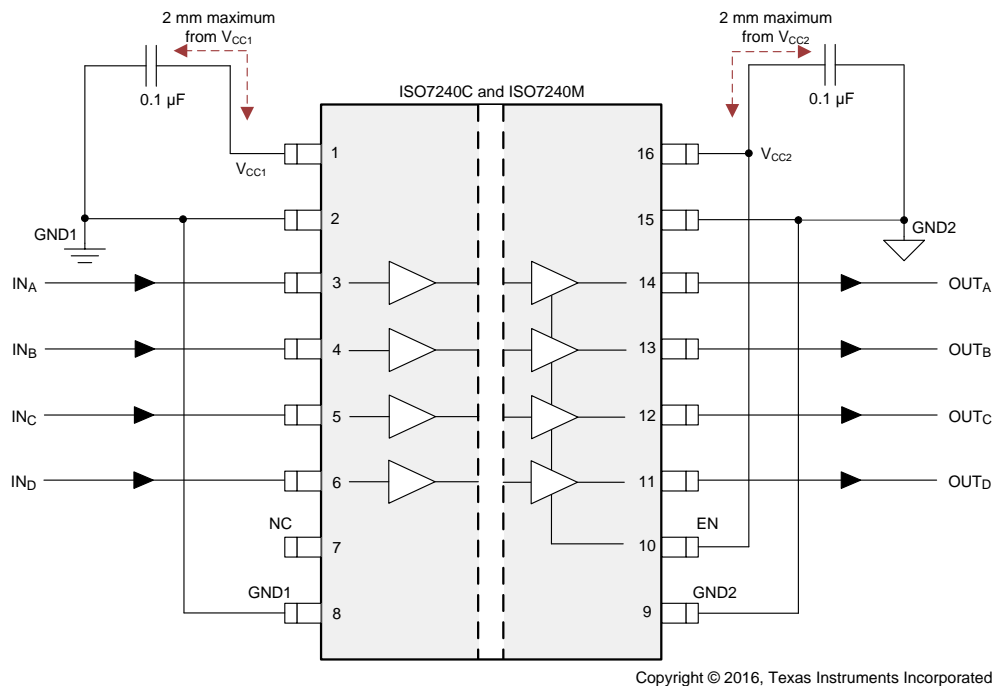 2 mm maximum
from VCC1
2 mm maximum
from VCC2
0.1 µF
0.1 µF
ISO7240C and ISO7240M
VCC1
1
16
VCC2
GND1
2
15
GND2
INA
3
14
OUTA
INB
4
13
OUTB
INC
5
12
OUTC
IND
6
11
OUTD
NC
7
10
EN
GND1
8
9
GND2
Copyright © 2016, Texas Instruments Incorporated